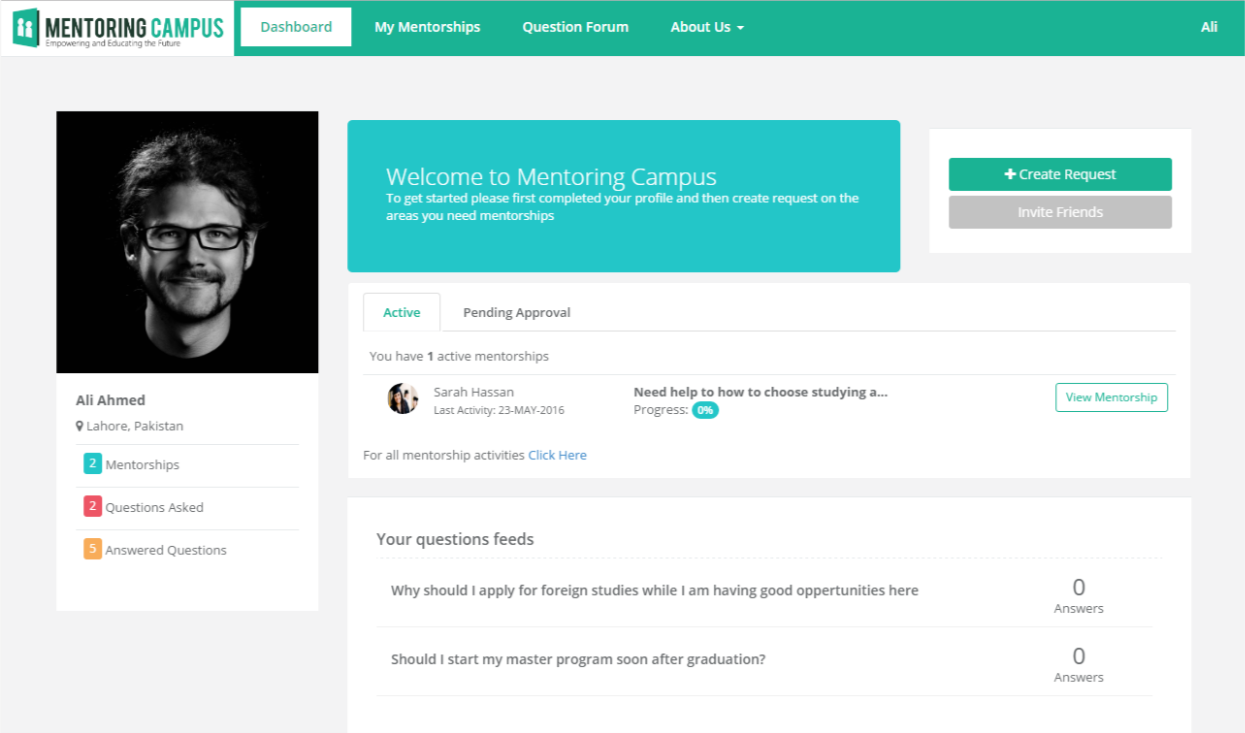 MENTORING CAMPUS
Empowering and Educating the Future
Dashboard
My Mentorships
Question Forum
About Us
Ali
Welcome to Mentoring Campus
To get started please first completed your profile and then create request on the
areas you need mentorships
Create Request
Invite Friends
Ali Ahmed
Lahore, Pakistan
2 Mentorships
2 Questions Asked
5 Answered Questions
Active
Pending Approval
You have 1 active mentorships
Sarah Hassan
Last Activity: 23-MAY-2016
Need help to how to choose studying a...
Progress: 0%
View Mentorship
For all mentorship activities Click Here
Your questions feeds
Why should I apply for foreign studies while I am having good oppertunities here
0
Answers
Should I start my master program soon after graduation?
0
Answers